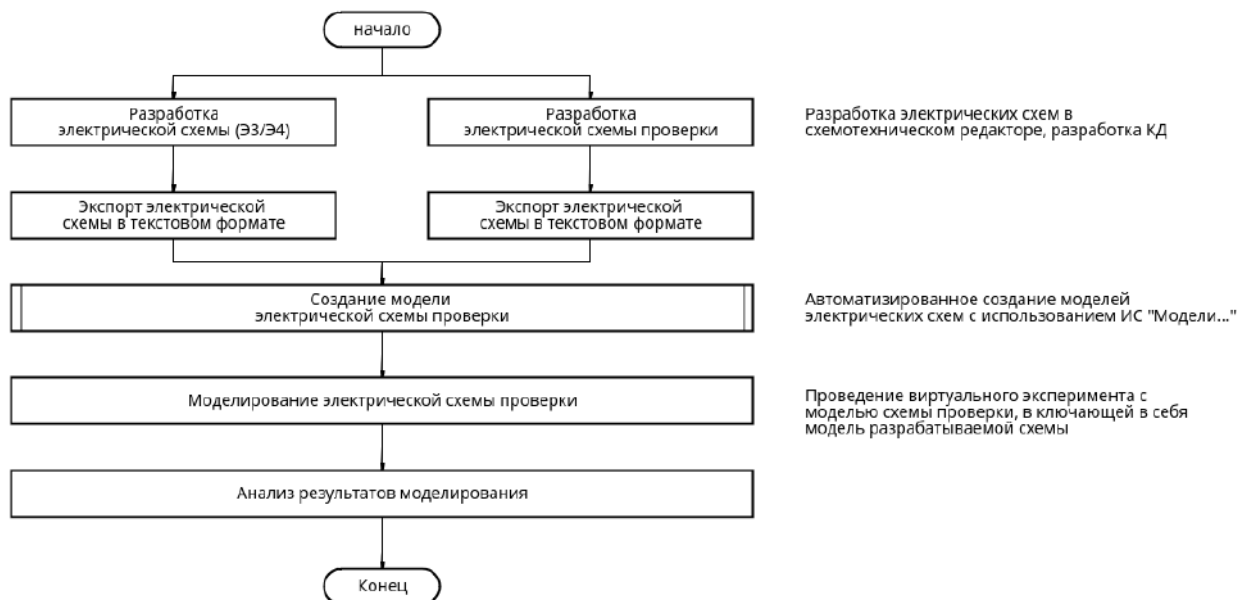 начало
Разработка
электрической схемы (Э3/Э4)
Разработка
электрической схемы проверки
Разработка электрических схем в
схемотехническом редакторе, разработка КД
Экспорт электрической
схемы в текстовом формате
Экспорт электрической
схемы в текстовом формате
Создание модели
электрической схемы проверки
Автоматизированное создание моделей
электрических схем с использованием ИС "Модели..."
Моделирование электрической схемы проверки
Проведение виртуального эксперимента с
моделью схемы проверки, в ключающей в себя
модель разрабатываемой схемы
Анализ результатов моделирования
Конец